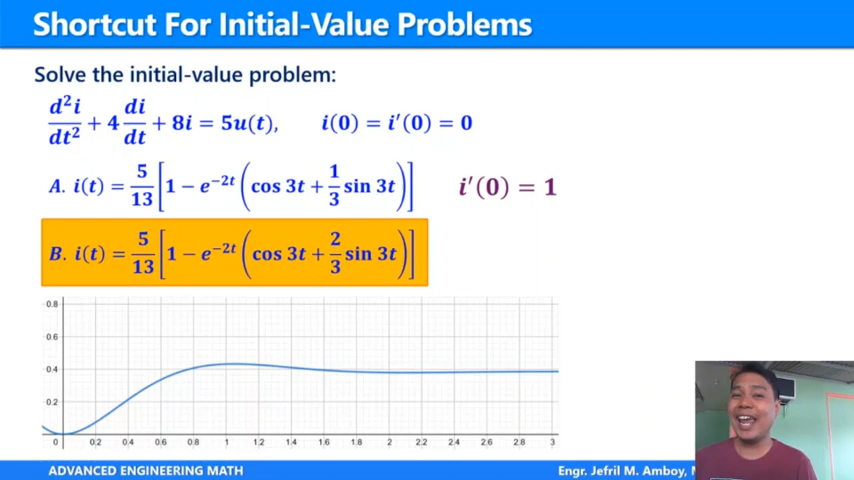 Shortcut For Initial-Value Problems
Solve the initial-value problem:
d²i/dt² + 4 di/dt + 8i = 5u(t),    i(0) = i′(0) = 0
A. i(t) = 5/13 [1 − e⁻²ᵗ (cos 3t + 1/3 sin 3t)]    i′(0) = 1
B. i(t) = 5/13 [1 − e⁻²ᵗ (cos 3t + 2/3 sin 3t)]
0.8
0.6
0.4
0.2
0 0.2 0.4 0.6 0.8 1 1.2 1.4 1.6 1.8 2 2.2 2.4 2.6 2.8 3
ADVANCED ENGINEERING MATH Engr. Jefril M. Amboy,